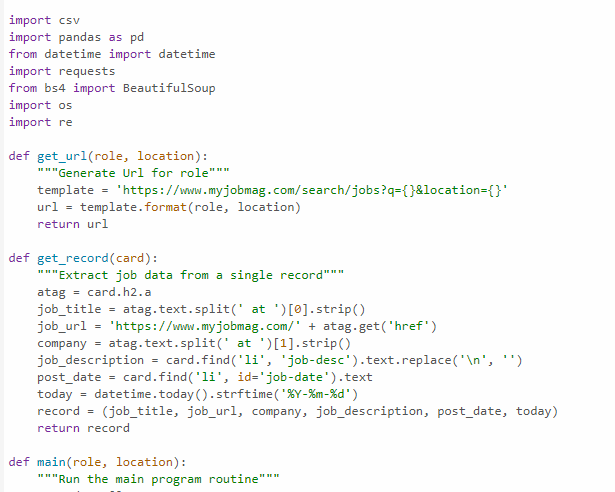 import csv
import pandas as pd
from datetime import datetime
import requests
from bs4 import BeautifulSoup
import os
import re

def get_url(role, location):
    """Generate Url for role"""
    template = 'https://www.myjobmag.com/search/jobs?q={}&location={}'
    url = template.format(role, location)
    return url

def get_record(card):
    """Extract job data from a single record"""
    atag = card.h2.a
    job_title = atag.text.split(' at ')[0].strip()
    job_url = 'https://www.myjobmag.com/' + atag.get('href')
    company = atag.text.split(' at ')[1].strip()
    job_description = card.find('li', 'job-desc').text.replace('\n', '')
    post_date = card.find('li', id='job-date').text
    today = datetime.today().strftime('%Y-%m-%d')
    record = (job_title, job_url, company, job_description, post_date, today)
    return record

def main(role, location):
    """Run the main program routine"""